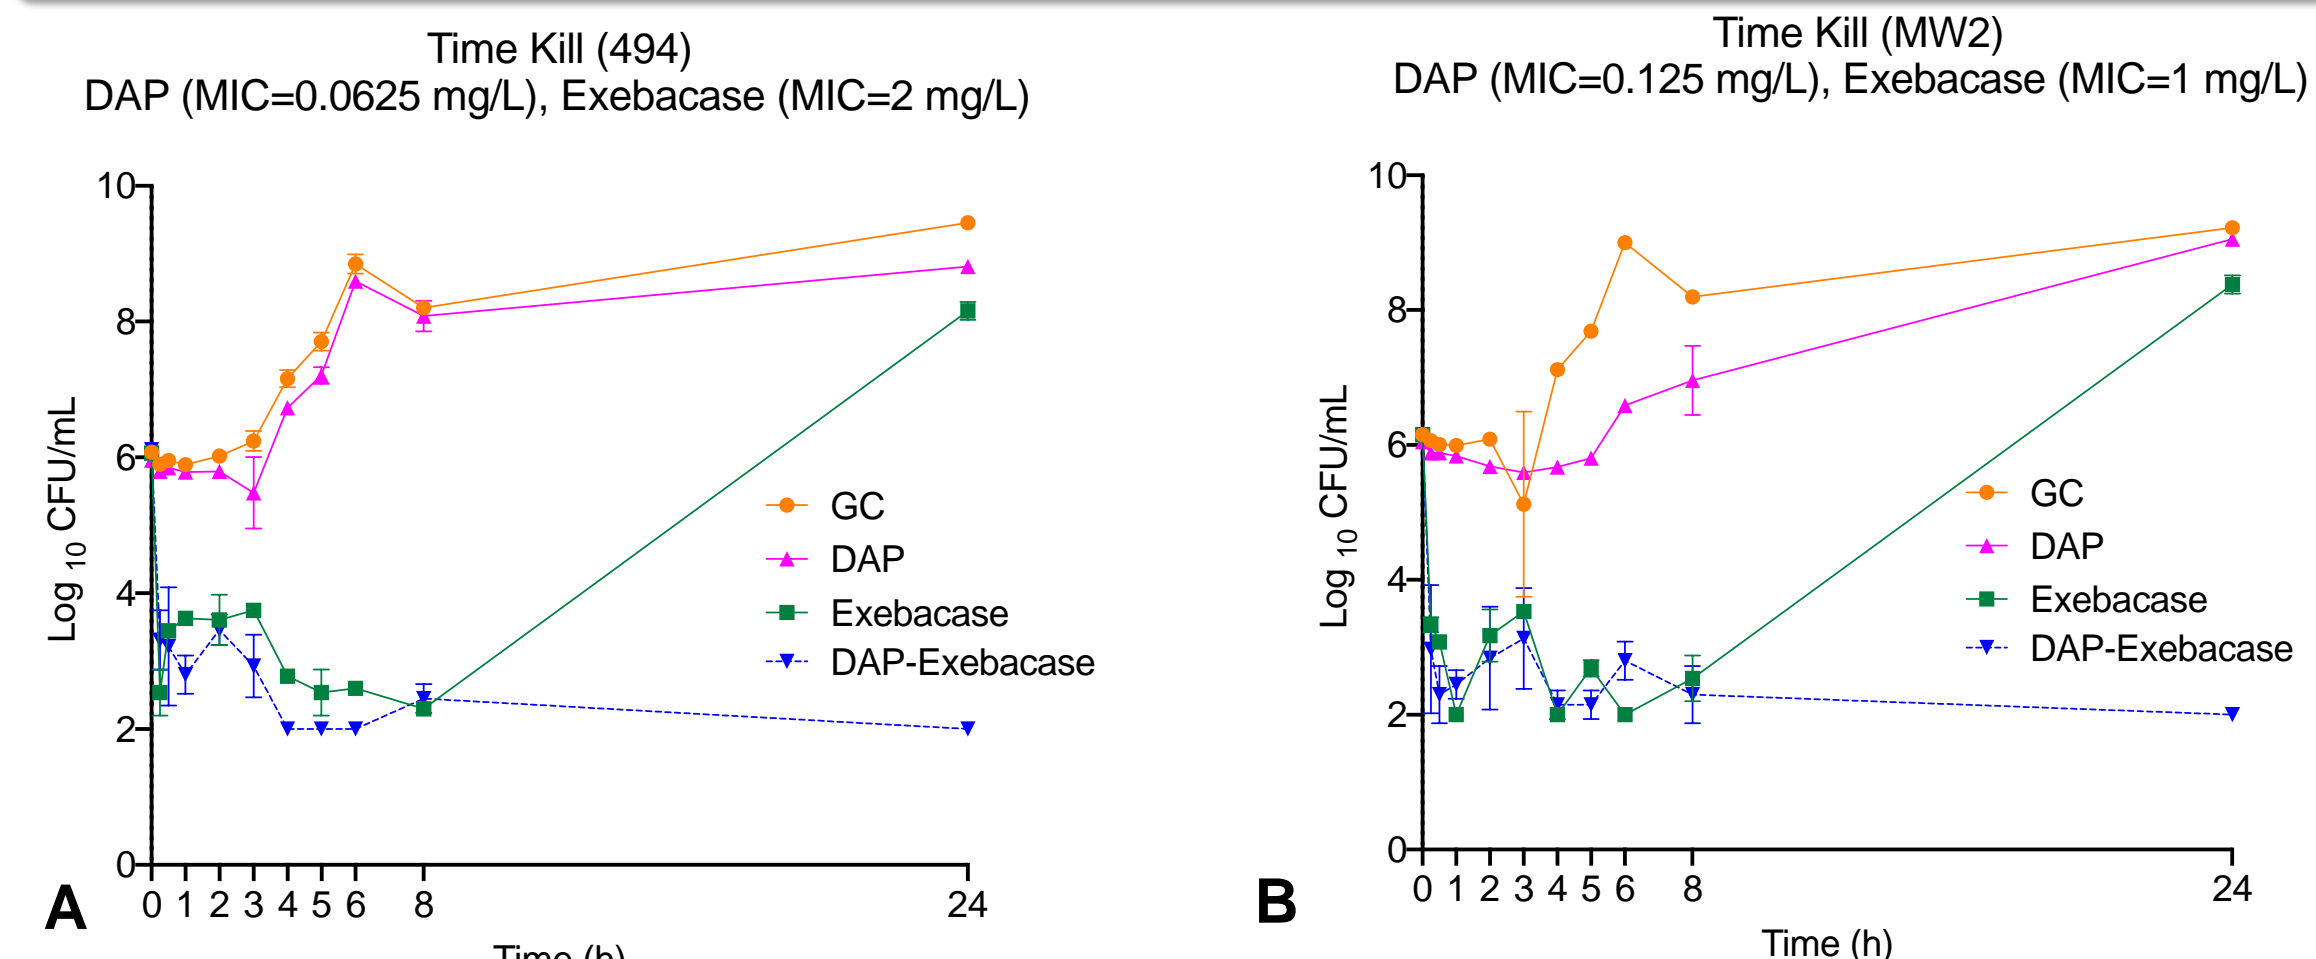 Time Kill (494)
DAP (MIC=0.0625 mg/L), Exebacase (MIC=2 mg/L)
10
8
6
4
2
0
Log 10 CFU/mL
GC
DAP
Exebacase
DAP-Exebacase
0 1 2 3 4 5 6 8 24
A
Time (h)
Time Kill (MW2)
DAP (MIC=0.125 mg/L), Exebacase (MIC=1 mg/L)
10
8
6
4
2
0
Log 10 CFU/mL
GC
DAP
Exebacase
DAP-Exebacase
0 1 2 3 4 5 6 8 24
B
Time (h)